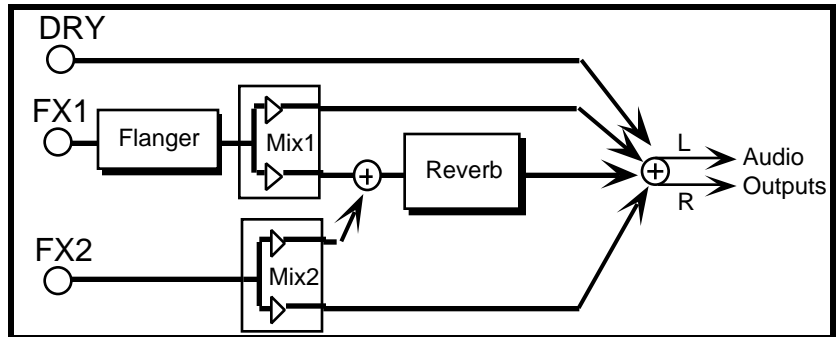 DRY
FX1
Flanger
Mix1
Reverb
L
R
Audio
Outputs
FX2
Mix2